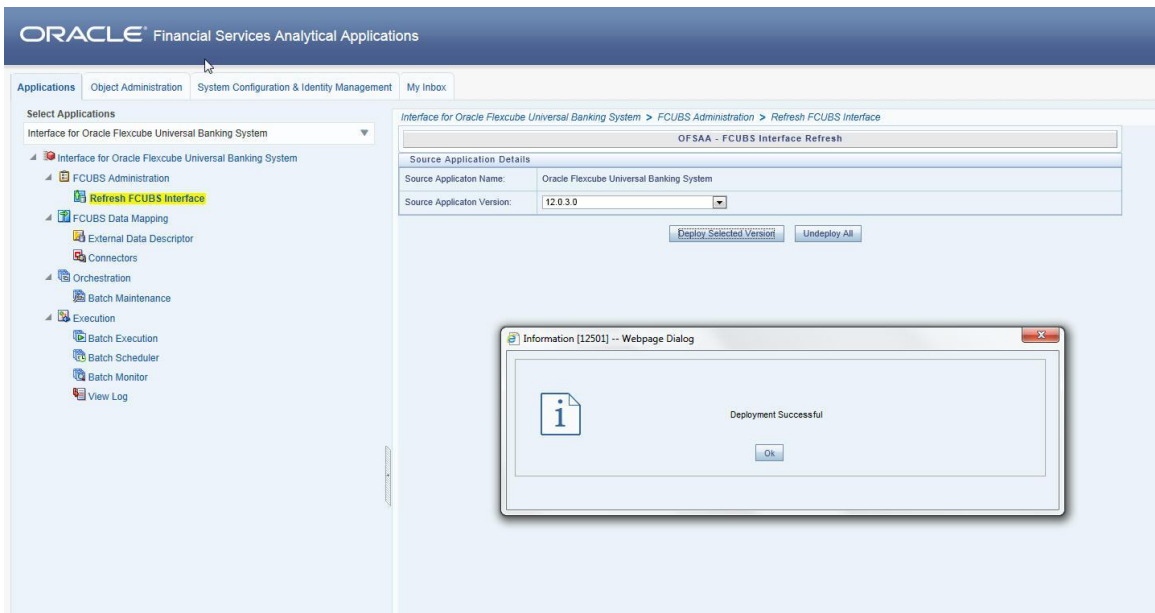 ORACLE® Financial Services Analytical Applications
Applications Object Administration System Configuration & Identity Management My Inbox
Select Applications
Interface for Oracle Flexcube Universal Banking System
Interface for Oracle Flexcube Universal Banking System
FCUBS Administration
Refresh FCUBS Interface
FCUBS Data Mapping
External Data Descriptor
Connectors
Orchestration
Batch Maintenance
Execution
Batch Execution
Batch Scheduler
Batch Monitor
View Log
Interface for Oracle Flexcube Universal Banking System > FCUBS Administration > Refresh FCUBS Interface
OFSAA - FCUBS Interface Refresh
Source Application Details
Source Applicaton Name: Oracle Flexcube Universal Banking System
Source Applicaton Version: 12.0.3.0
Deploy Selected Version Undeploy All
Information [12501] -- Webpage Dialog
Deployment Successful
Ok